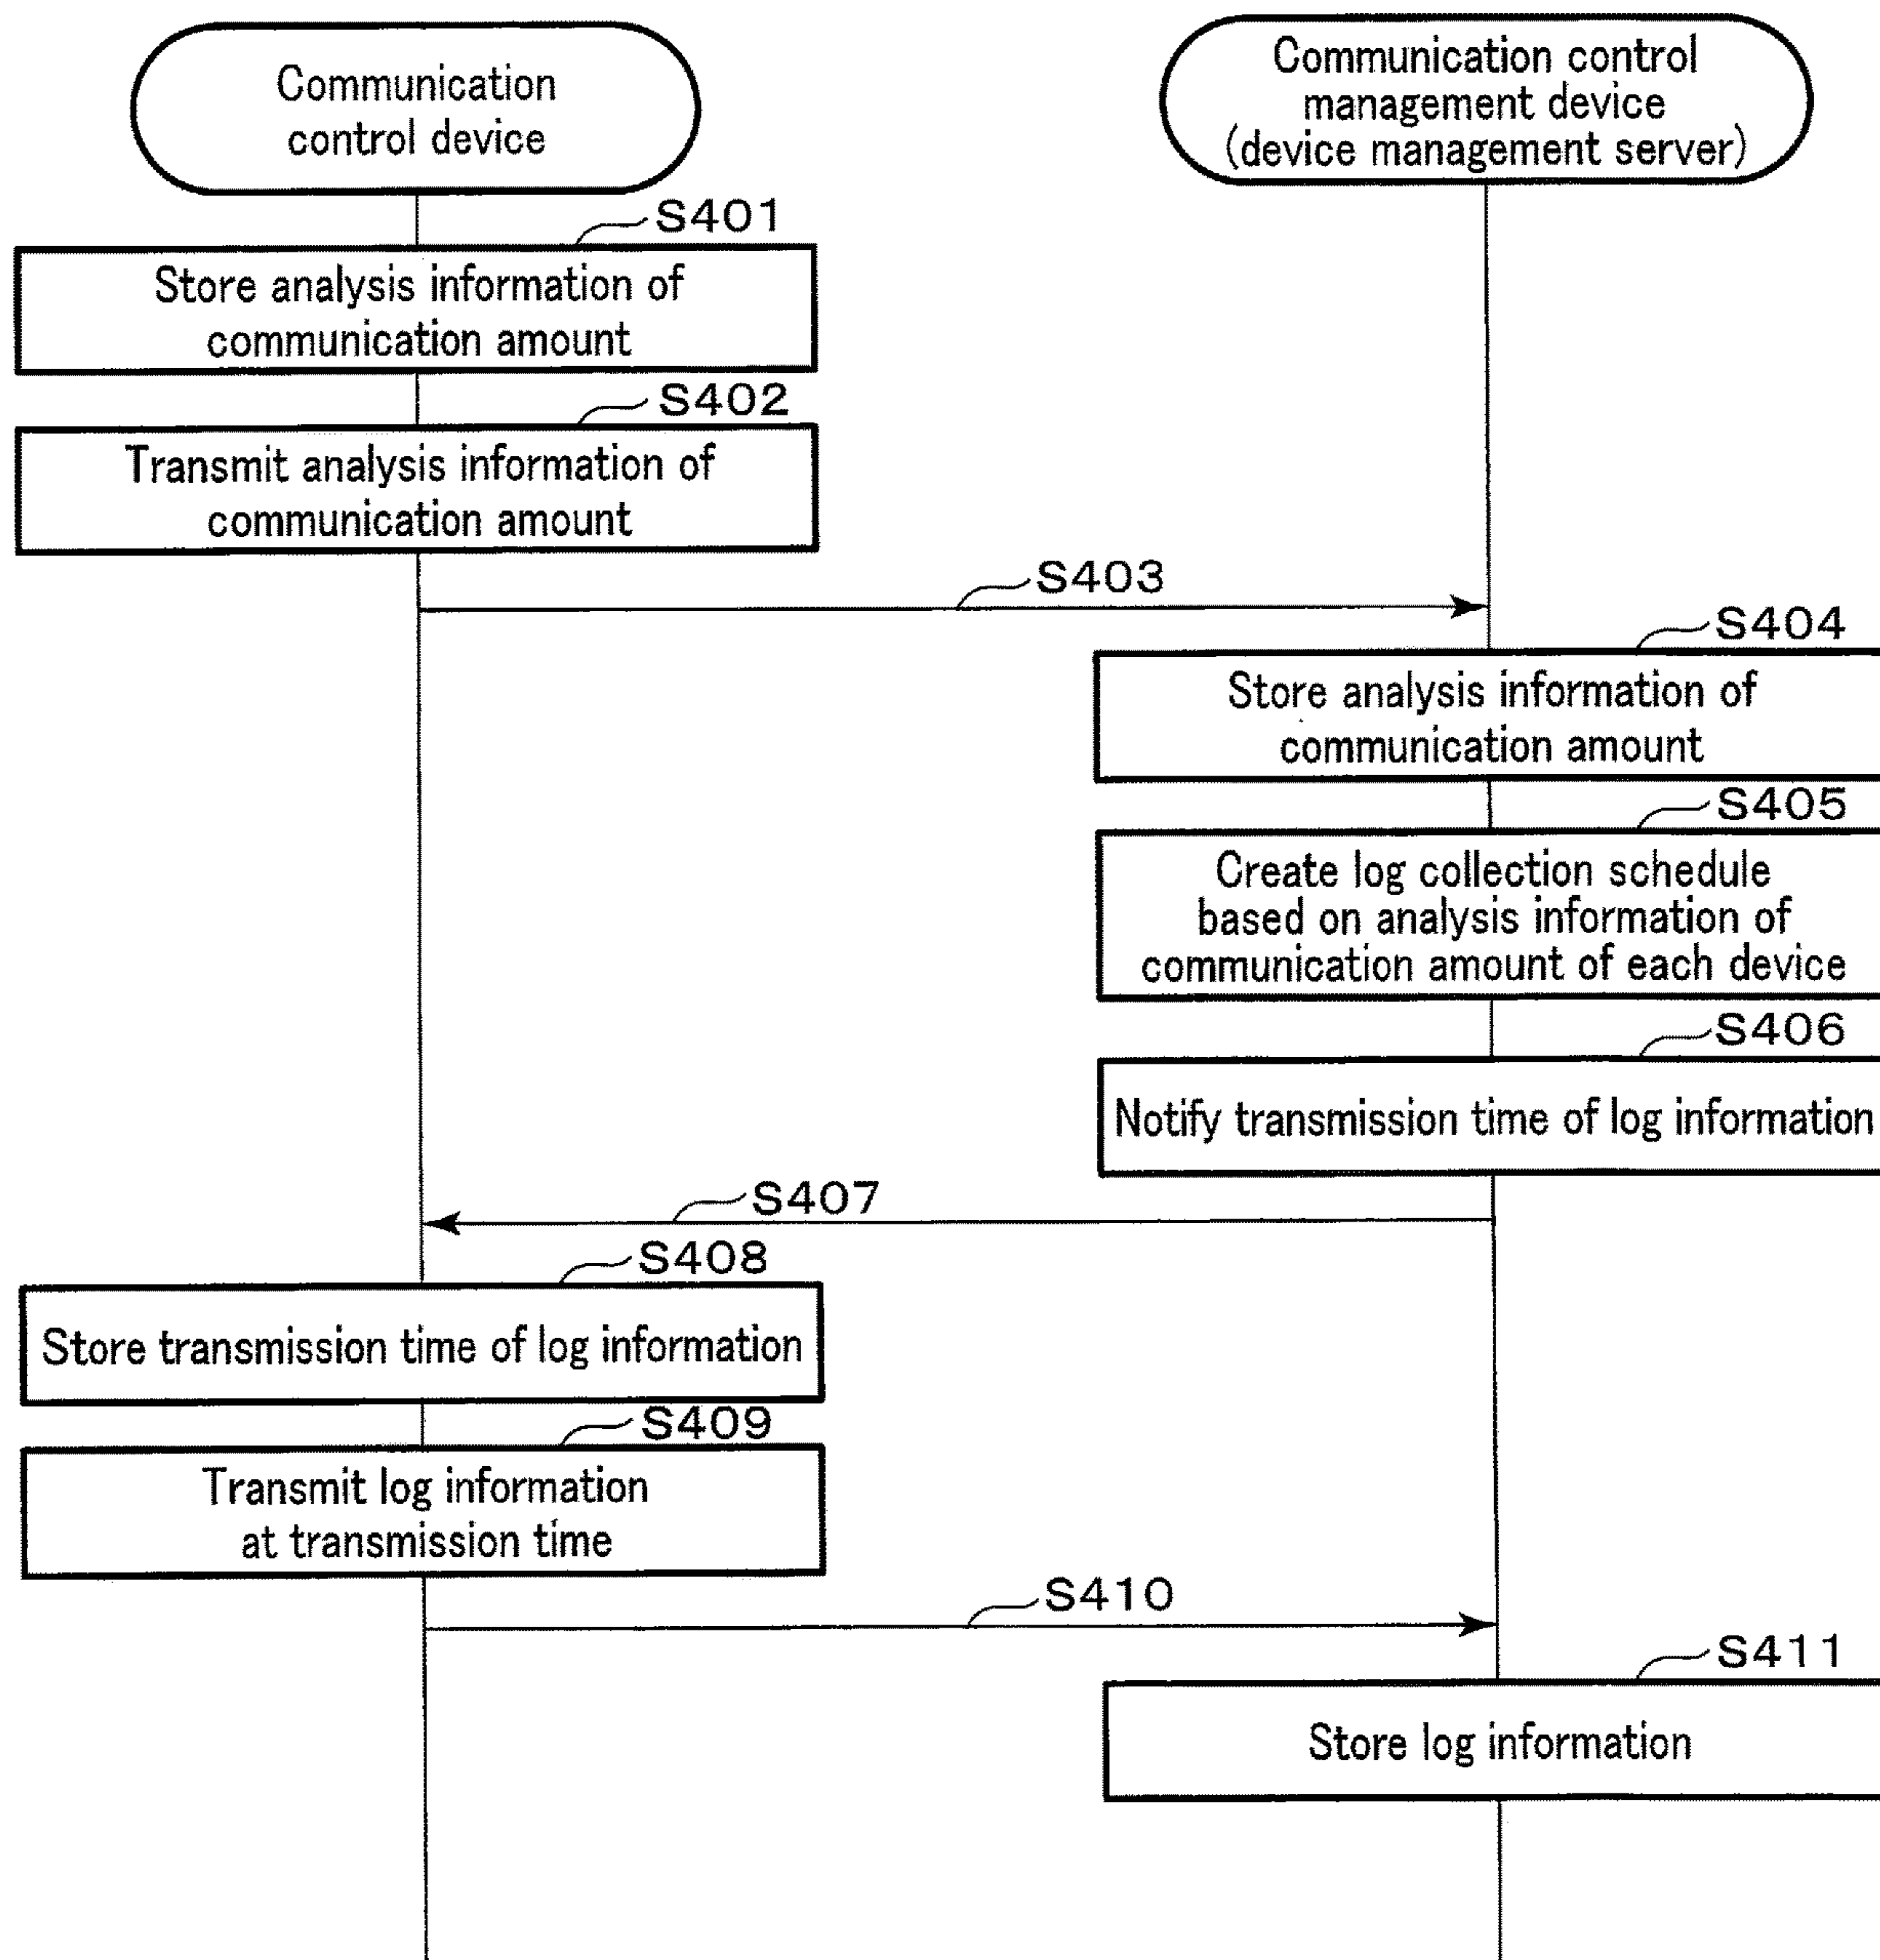 Communication
control device
Communication control
management device
(device management server)
S401
Store analysis information of
communication amount
S402
Transmit analysis information of
communication amount
S403
S404
Store analysis information of
communication amount
S405
Create log collection schedule
based on analysis information of
communication amount of each device
S406
Notify transmission time of log information
S407
S408
Store transmission time of log information
S409
Transmit log information
at transmission time
S410
S411
Store log information